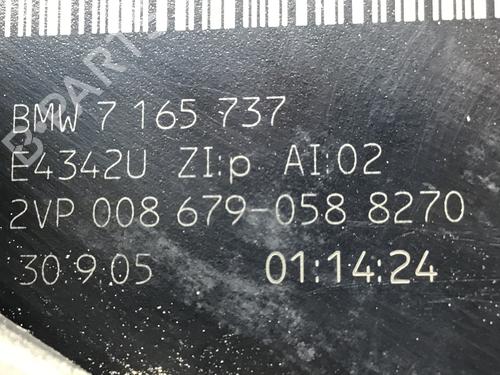 B-PARTS
BMW 7 165 737
E4342U ZI:p AI:02
2VP 008 679-058 8270
30 9.05 01:14:24